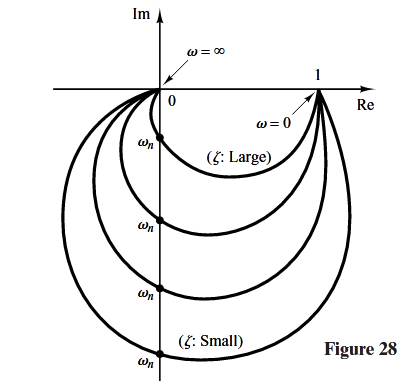 Im
ω = ∞
1
0
Re
ω = 0
ωn
(ζ: Large)
ωn
ωn
(ζ: Small)
Figure 28
ωn